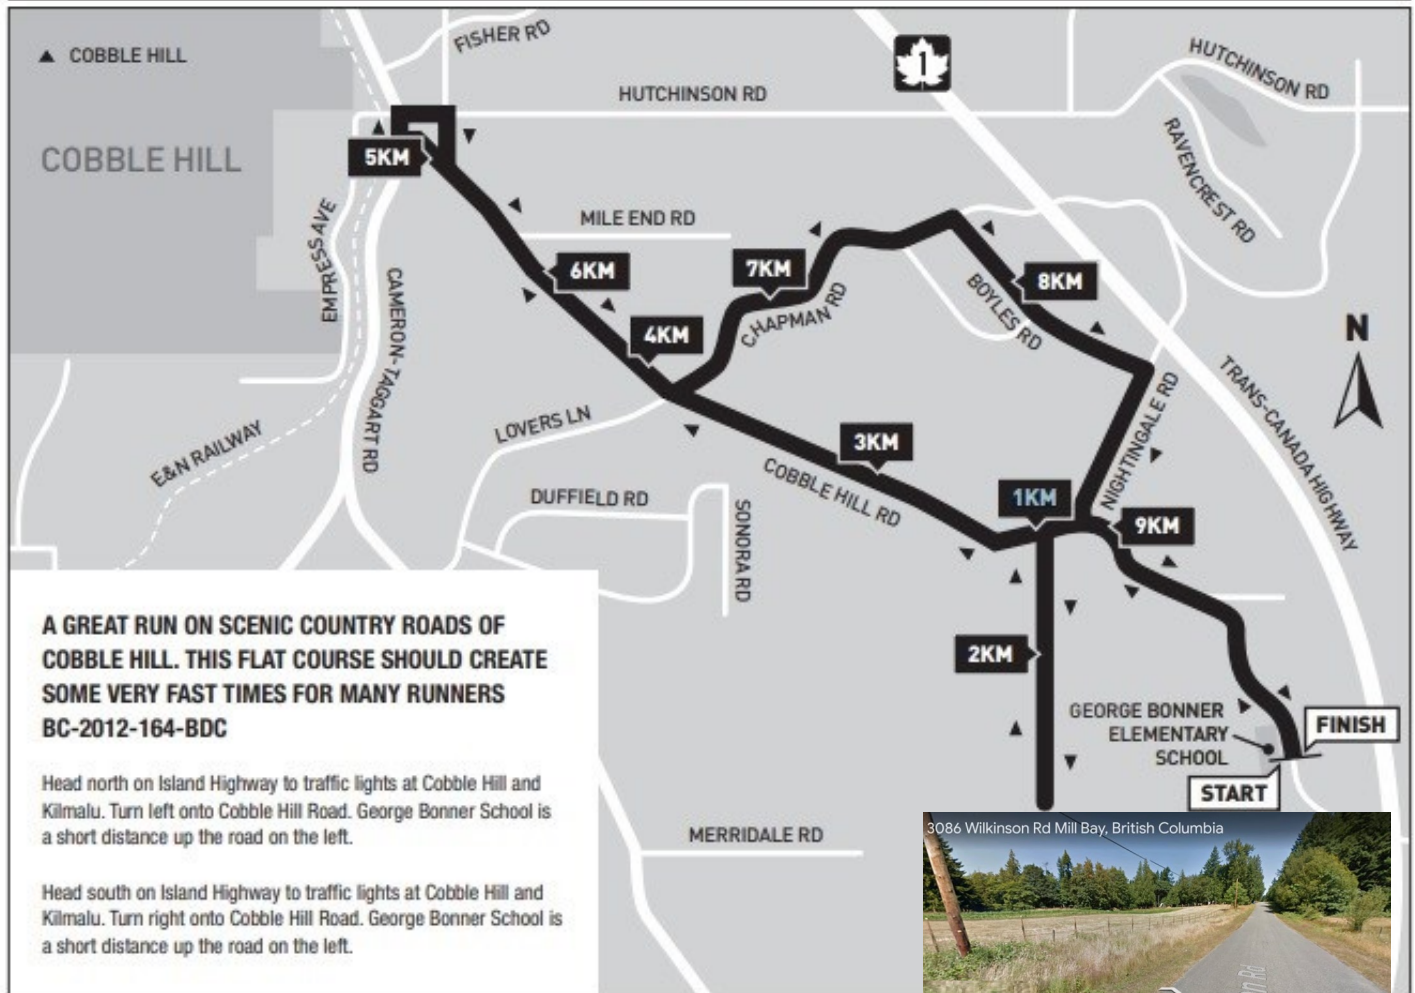 COBBLE HILL
COBBLE HILL
FISHER RD
HUTCHINSON RD
1
HUTCHINSON RD
RAVENCREST RD
5KM
EMPRESS AVE
CAMERON-TAGGART RD
MILE END RD
6KM
7KM
CHAPMAN RD
8KM
BOYLES RD
4KM
N
TRANS-CANADA HIGHWAY
NIGHTINGALE RD
E&N RAILWAY
LOVERS LN
3KM
COBBLE HILL RD
DUFFIELD RD
SONORA RD
1KM
9KM
2KM
GEORGE BONNER
ELEMENTARY
SCHOOL
FINISH
START
MERRIDALE RD
A GREAT RUN ON SCENIC COUNTRY ROADS OF
COBBLE HILL. THIS FLAT COURSE SHOULD CREATE
SOME VERY FAST TIMES FOR MANY RUNNERS
BC-2012-164-BDC
Head north on Island Highway to traffic lights at Cobble Hill and
Kilmalu. Turn left onto Cobble Hill Road. George Bonner School is
a short distance up the road on the left.
Head south on Island Highway to traffic lights at Cobble Hill and
Kilmalu. Turn right onto Cobble Hill Road. George Bonner School is
a short distance up the road on the left.
3086 Wilkinson Rd Mill Bay, British Columbia
Rd